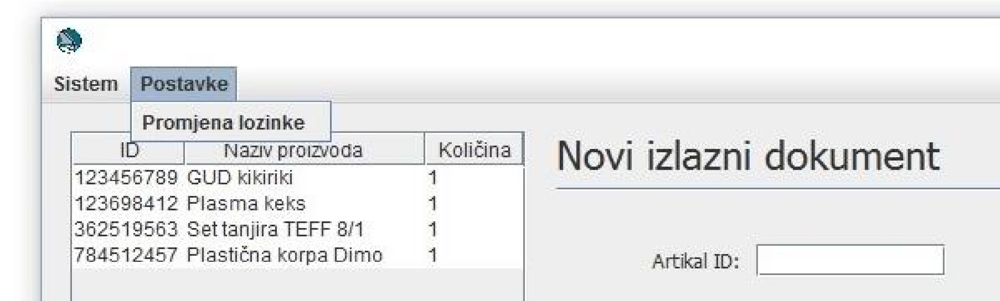 Sistem Postavke
Promjena lozinke
ID Naziv proizvoda Količina
123456789 GUD kikiriki 1
123698412 Plasma keks 1
362519563 Set tanjira TEFF 8/1 1
784512457 Plastična korpa Dimo 1
Novi izlazni dokument
Artikal ID: